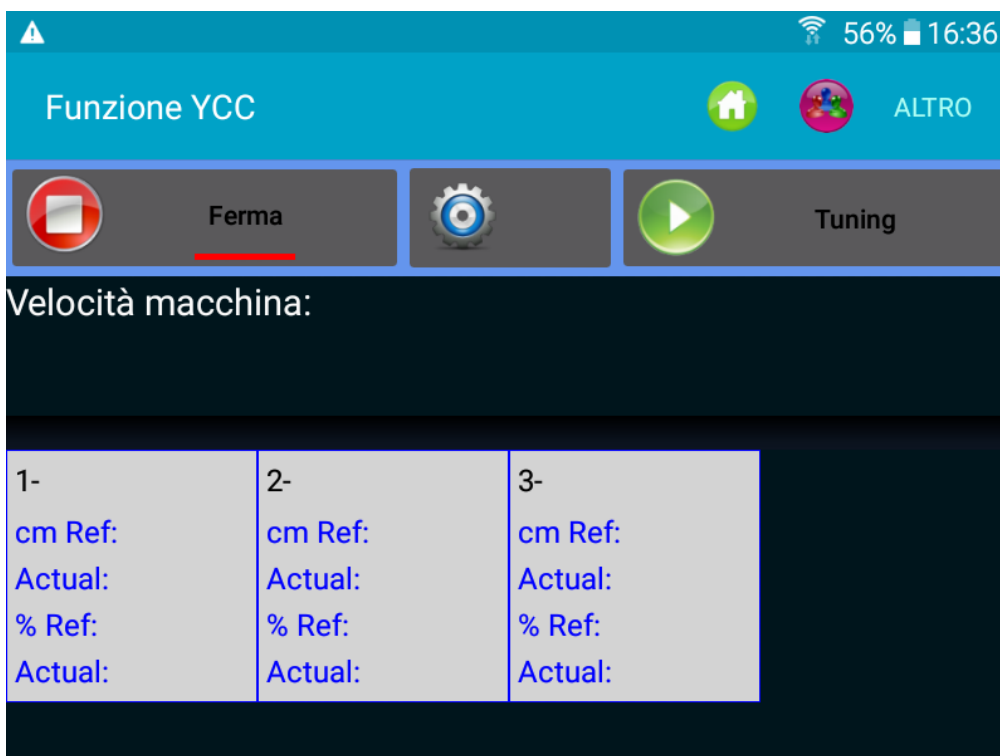 56% 16:36
Funzione YCC ALTRO
Ferma Tuning
Velocità macchina:
1- 2- 3-
cm Ref: cm Ref: cm Ref:
Actual: Actual: Actual:
% Ref: % Ref: % Ref:
Actual: Actual: Actual: